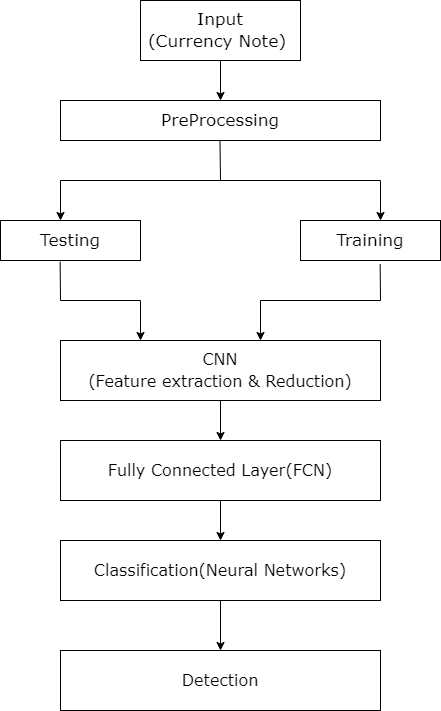 Input
(Currency Note)
PreProcessing
Testing
Training
CNN
(Feature extraction & Reduction)
Fully Connected Layer(FCN)
Classification(Neural Networks)
Detection